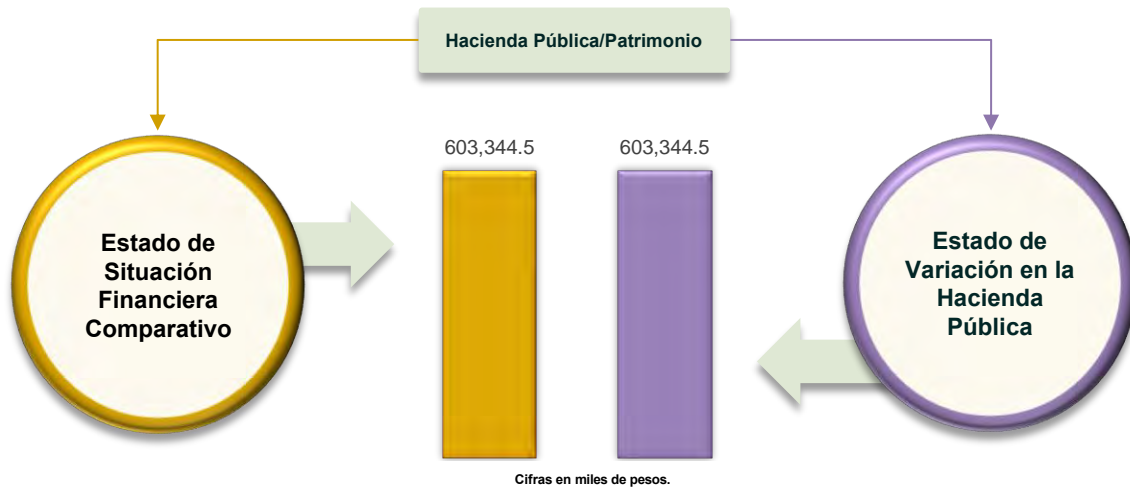 Hacienda Pública/Patrimonio
603,344.5
603,344.5
Estado de
Situación
Financiera
Comparativo
Estado de
Variación en la
Hacienda
Pública
Cifras en miles de pesos.